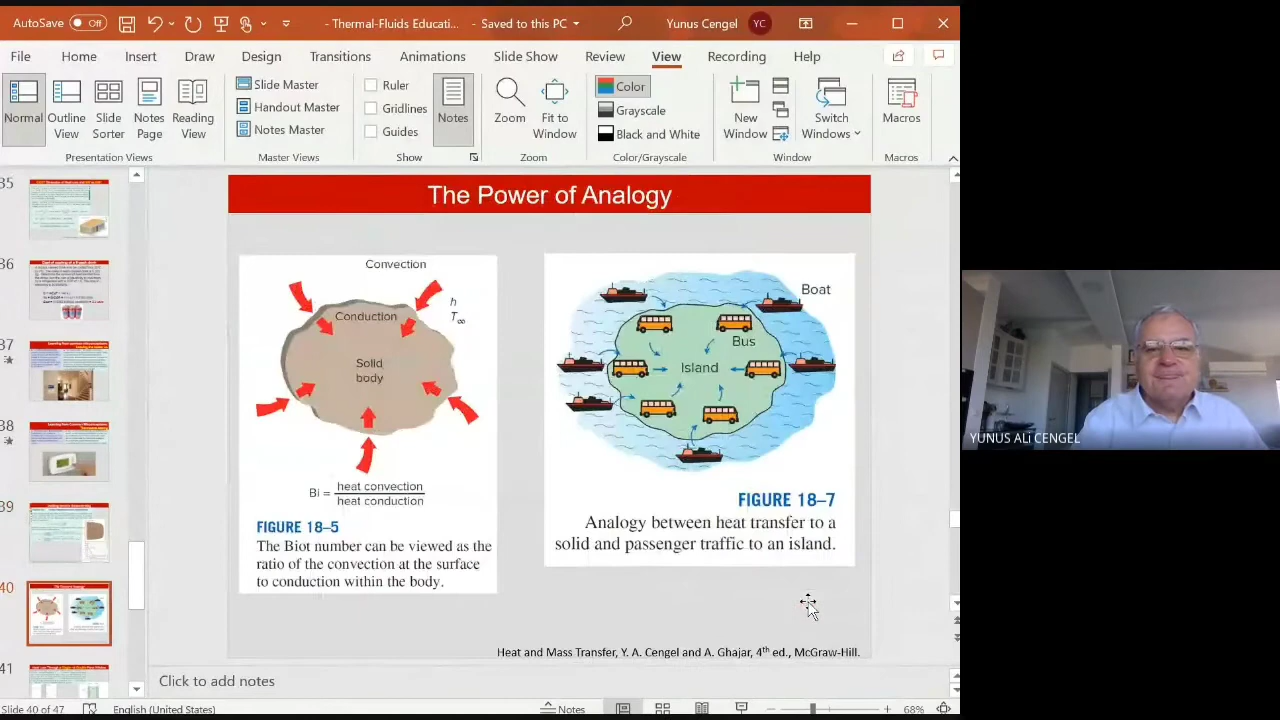 AutoSave Off - Thermal-Fluids Educati... - Saved to this PC Yunus Cengel YC
File Home Insert Draw Design Transitions Animations Slide Show Review View Recording Help
Normal
Outline View
Slide Sorter
Notes Page
Reading View
Presentation Views
Slide Master
Handout Master
Notes Master
Master Views
Ruler
Gridlines
Guides
Show
Notes
Zoom
Fit to Window
Zoom
Color
Grayscale
Black and White
Color/Grayscale
New Window
Switch Windows
Window
Macros
Macros
35
36
37
38
39
40
41
The Power of Analogy
Convection
h
T∞
Conduction
Solid
body
Bi = heat convection
heat conduction
FIGURE 18–5
The Biot number can be viewed as the
ratio of the convection at the surface
to conduction within the body.
Boat
Bus
Island
FIGURE 18–7
Analogy between heat transfer to a
solid and passenger traffic to an island.
Heat and Mass Transfer, Y. A. Cengel and A. Ghajar, 4th ed., McGraw-Hill.
Click to add notes
Slide 40 of 47 English (United States) Notes 68%
YUNUS ALi CENGEL